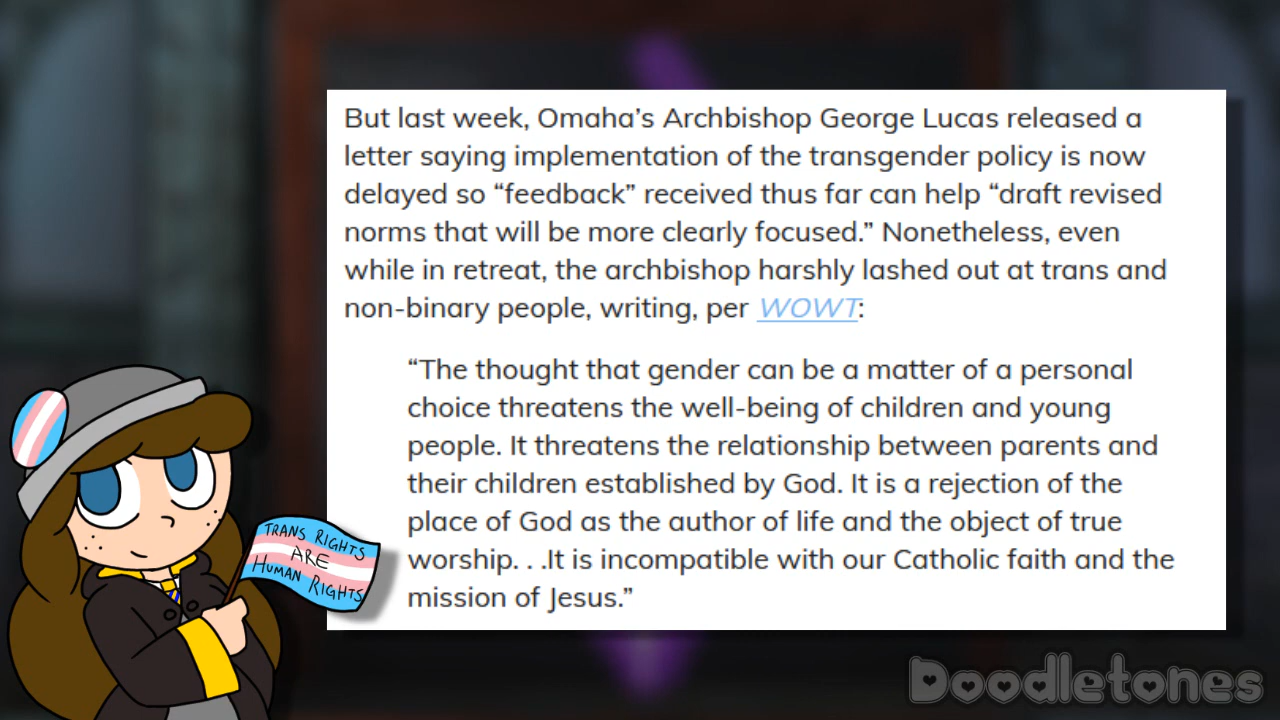 But last week, Omaha’s Archbishop George Lucas released a
letter saying implementation of the transgender policy is now
delayed so “feedback” received thus far can help “draft revised
norms that will be more clearly focused.” Nonetheless, even
while in retreat, the archbishop harshly lashed out at trans and
non-binary people, writing, per WOWT:
“The thought that gender can be a matter of a personal
choice threatens the well-being of children and young
people. It threatens the relationship between parents and
their children established by God. It is a rejection of the
place of God as the author of life and the object of true
worship. . .It is incompatible with our Catholic faith and the
mission of Jesus.”
TRANS RIGHTS
ARE
HUMAN RIGHTS
Doodletones